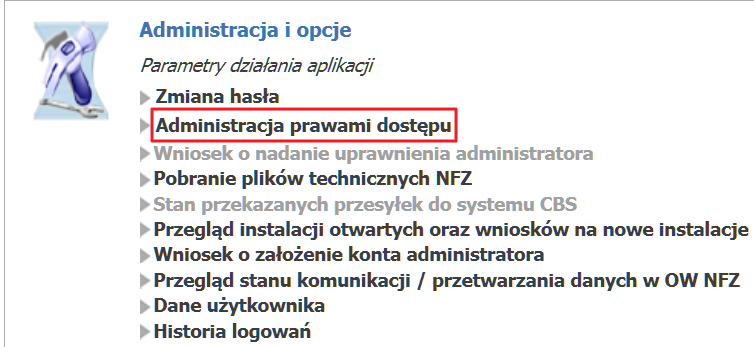 Administracja i opcje
Parametry działania aplikacji
Zmiana hasła
Administracja prawami dostępu
Wniosek o nadanie uprawnienia administratora
Pobranie plików technicznych NFZ
Stan przekazanych przesyłek do systemu CBS
Przegląd instalacji otwartych oraz wniosków na nowe instalacje
Wniosek o założenie konta administratora
Przegląd stanu komunikacji / przetwarzania danych w OW NFZ
Dane użytkownika
Historia logowań